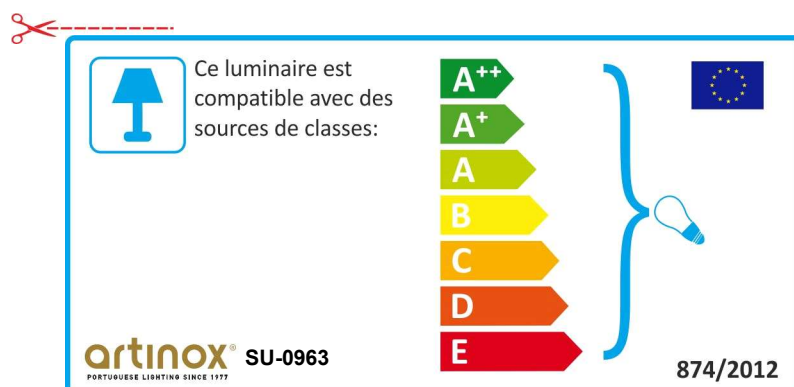 Ce luminaire est
compatible avec des
sources de classes:
A++
A+
A
B
C
D
E
artinox® SU-0963
PORTUGUESE LIGHTING SINCE 1977
874/2012